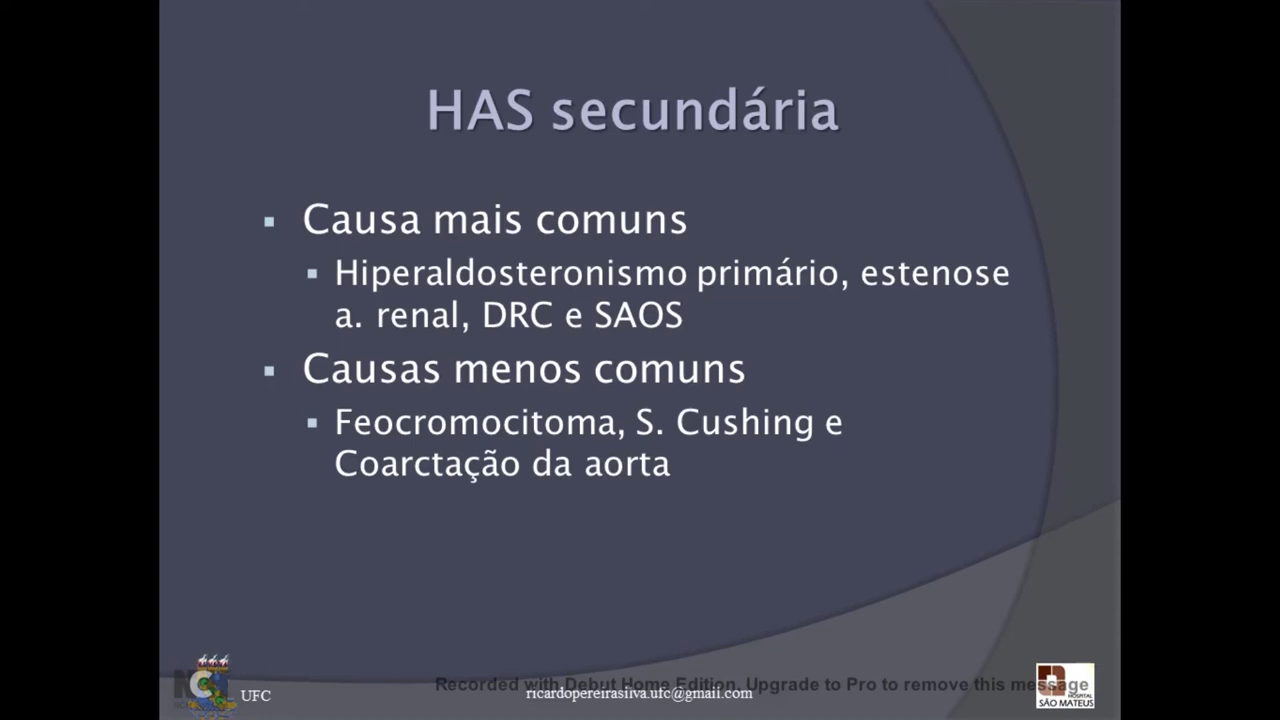 HAS secundária
Causa mais comuns
Hiperaldosteronismo primário, estenose
a. renal, DRC e SAOS
Causas menos comuns
Feocromocitoma, S. Cushing e
Coarctação da aorta
UFC
Recorded with Debut Home Edition. Upgrade to Pro to remove this message
ricardopereirasilva.ufc@gmail.com
HOSPITAL
SÃO MATEUS